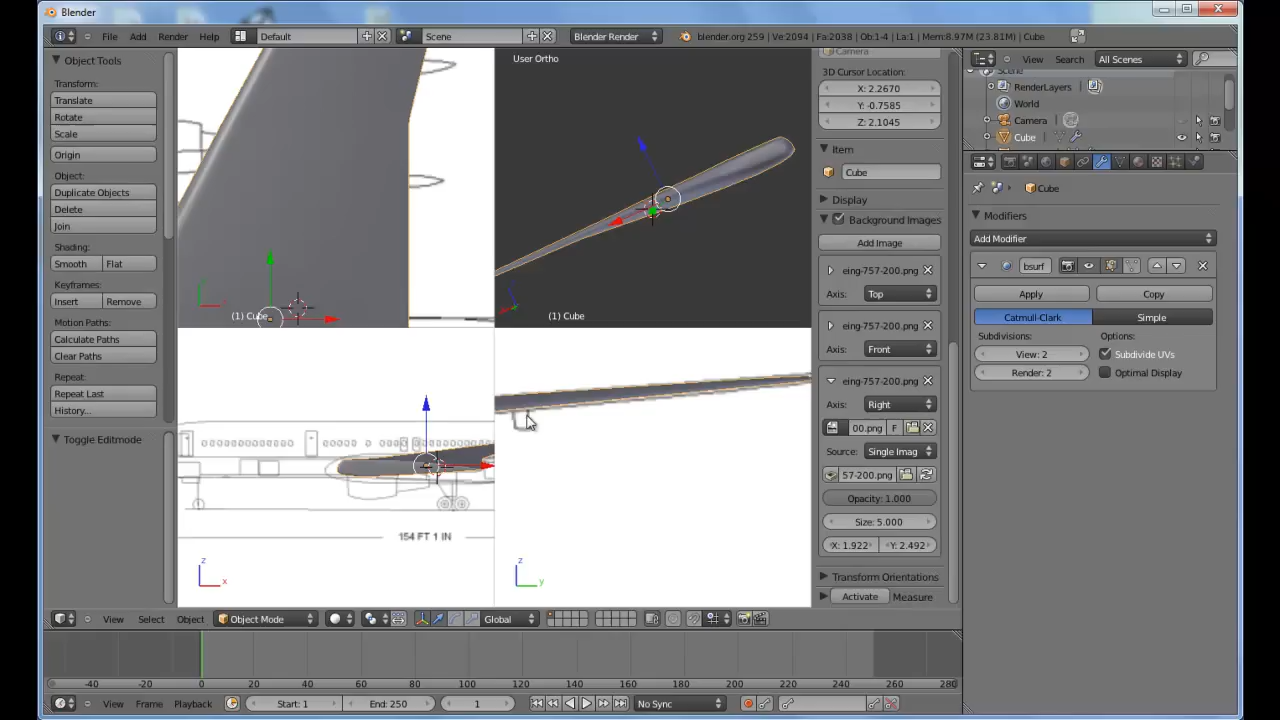 Blender
File Add Render Help Default Scene Blender Render blender.org 259 | Ve:2094 | Fa:2038 | Ob:1-4 | La:1 | Mem:8.97M (23.81M) | Cube
Object Tools
Transform:
Translate
Rotate
Scale
Origin
Object:
Duplicate Objects
Delete
Join
Shading:
Smooth Flat
Keyframes:
Insert Remove
Motion Paths:
Calculate Paths
Clear Paths
Repeat:
Repeat Last
History...
Toggle Editmode
(1) Cube
User Ortho
(1) Cube
154 FT 1 IN
z
x
z
y
Camera
3D Cursor Location:
X: 2.2670
Y: -0.7585
Z: 2.1045
Item
Cube
Display
Background Images
Add Image
eing-757-200.png
Axis: Top
eing-757-200.png
Axis: Front
eing-757-200.png
Axis: Right
00.png F
Source: Single Imag
57-200.png
Opacity: 1.000
Size: 5.000
X: 1.922 Y: 2.492
Transform Orientations
Activate Measure
View Search All Scenes
Scene
RenderLayers
World
Camera
Cube
Cube
Modifiers
Add Modifier
bsurf
Apply Copy
Catmull-Clark Simple
Subdivisions: Options:
View: 2 Subdivide UVs
Render: 2 Optimal Display
View Select Object Object Mode Global
-40 -20 0 20 40 60 80 100 120 140 160 180 200 220 240 260 280
View Frame Playback Start: 1 End: 250 1 No Sync